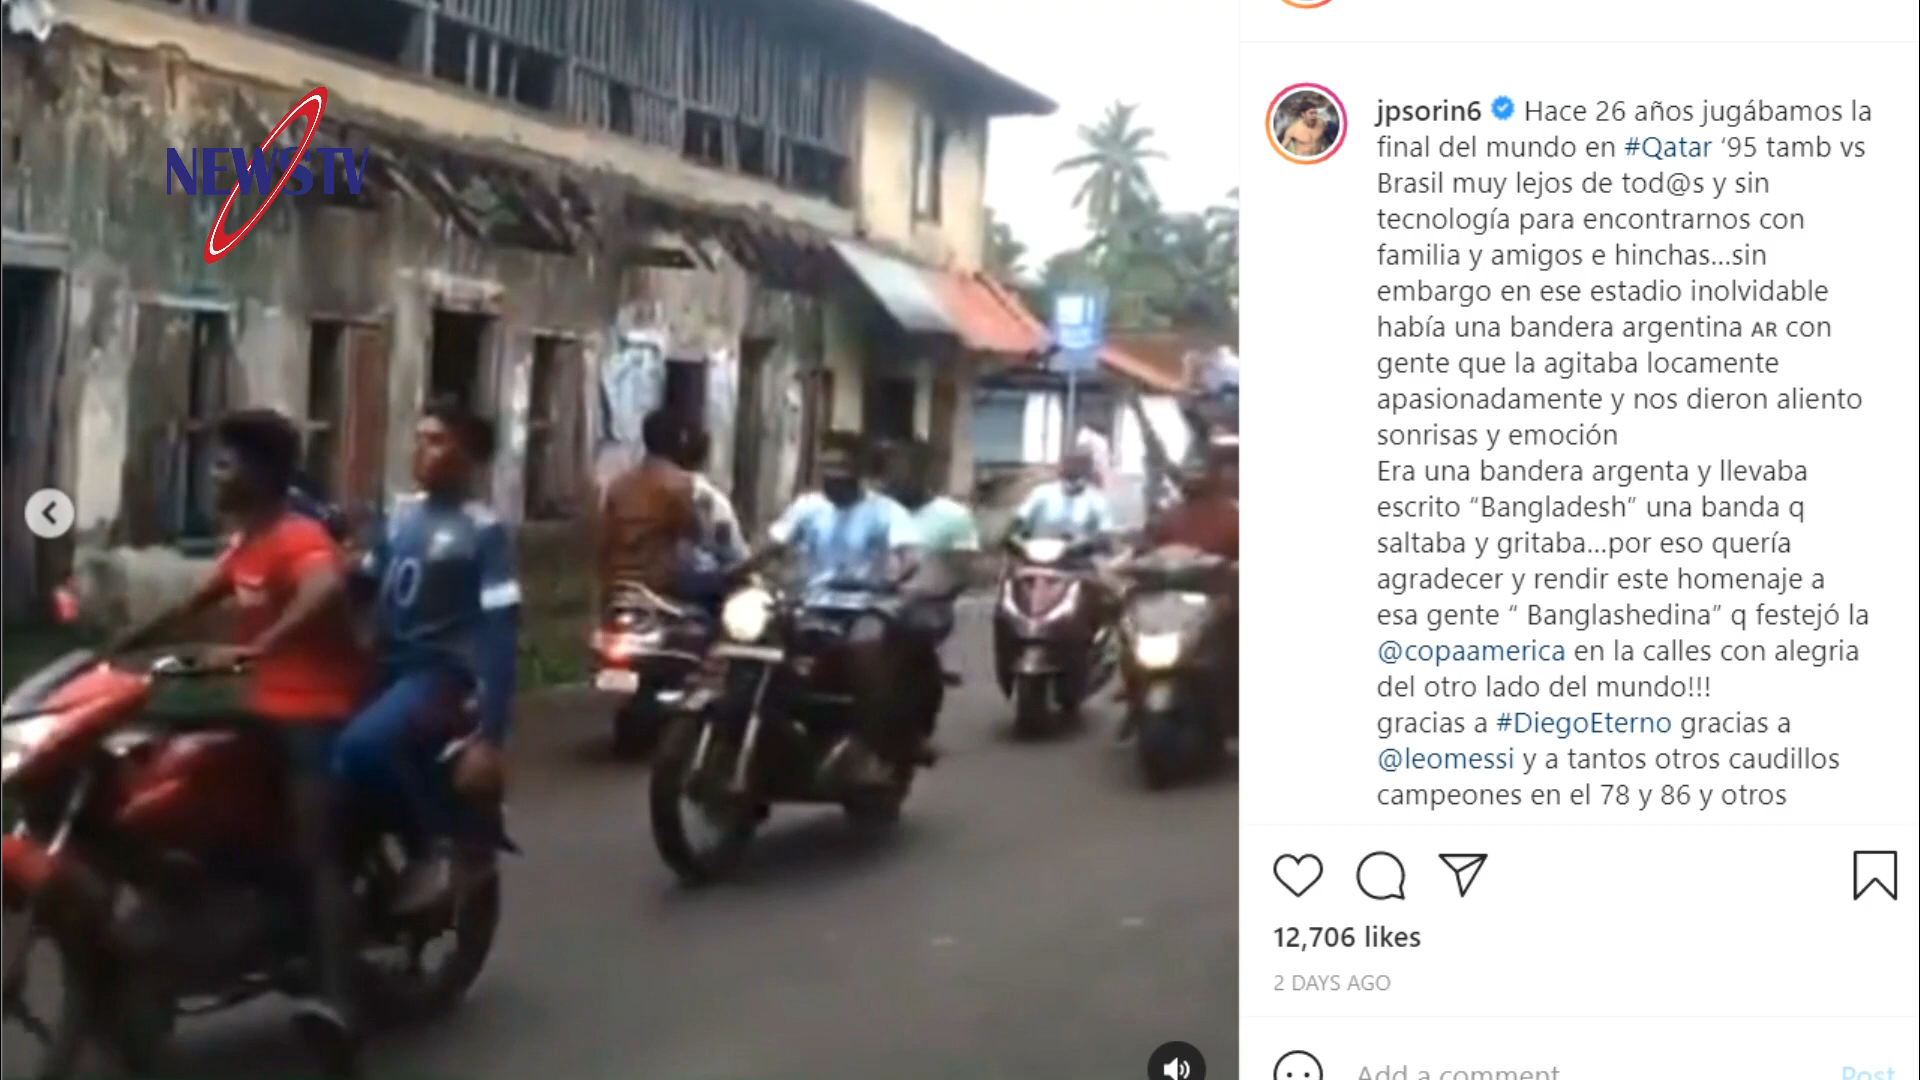 NEWSTV
10
jpsorin6 Hace 26 años jugábamos la
final del mundo en #Qatar ‘95 tamb vs
Brasil muy lejos de tod@s y sin
tecnología para encontrarnos con
familia y amigos e hinchas...sin
embargo en ese estadio inolvidable
había una bandera argentina AR con
gente que la agitaba locamente
apasionadamente y nos dieron aliento
sonrisas y emoción
Era una bandera argenta y llevaba
escrito “Bangladesh” una banda q
saltaba y gritaba...por eso quería
agradecer y rendir este homenaje a
esa gente “ Banglashedina” q festejó la
@copaamerica en la calles con alegria
del otro lado del mundo!!!
gracias a #DiegoEterno gracias a
@leomessi y a tantos otros caudillos
campeones en el 78 y 86 y otros
12,706 likes
2 DAYS AGO
Add a comment
Post